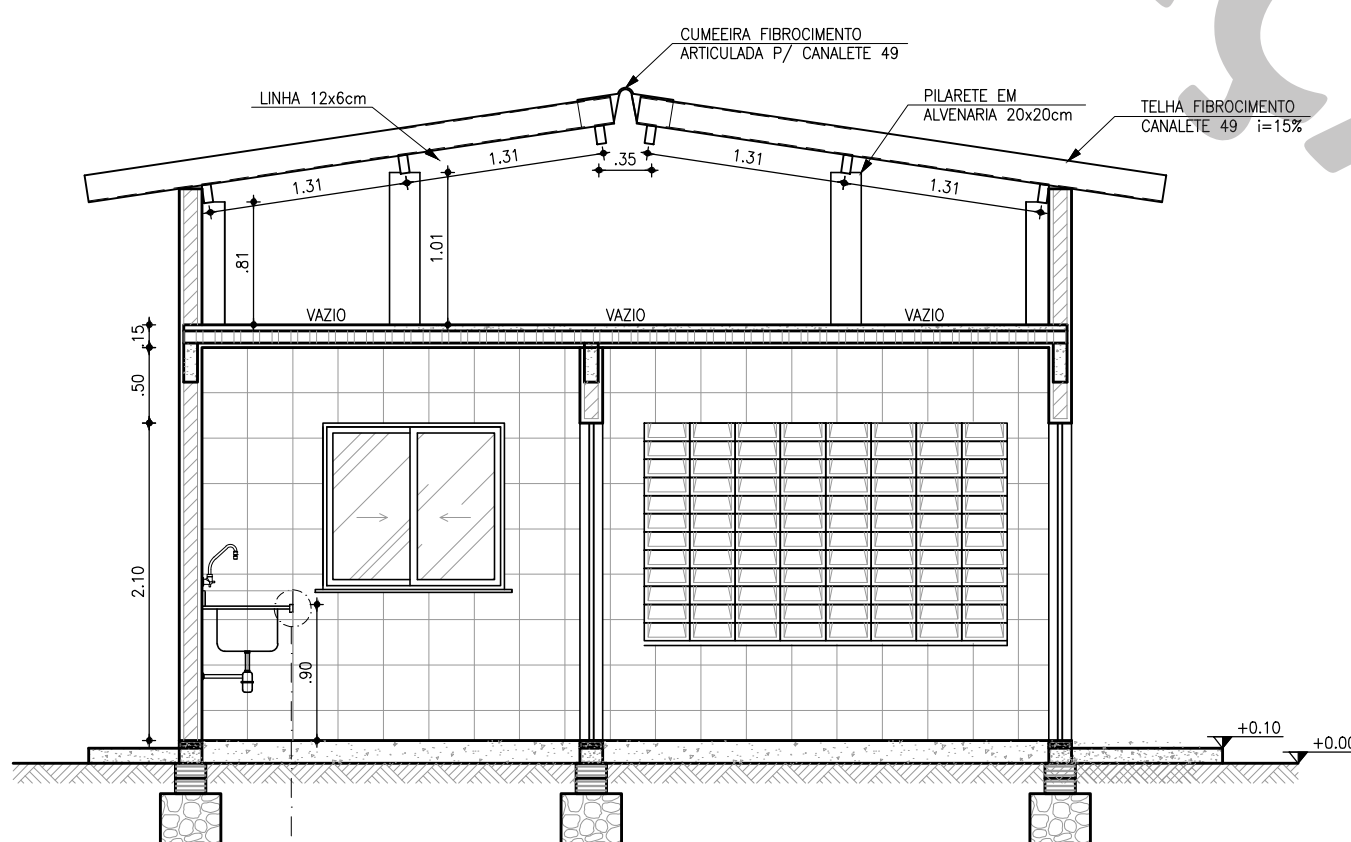 CUMEEIRA FIBROCIMENTO
ARTICULADA P/ CANALETE 49
LINHA 12x6cm
PILARETE EM
ALVENARIA 20x20cm
TELHA FIBROCIMENTO
CANALETE 49 i=15%
1.31
1.31
.35
1.31
1.31
.81
1.01
VAZIO
VAZIO
VAZIO
.15
.50
2.10
.90
+0.10
+0.00